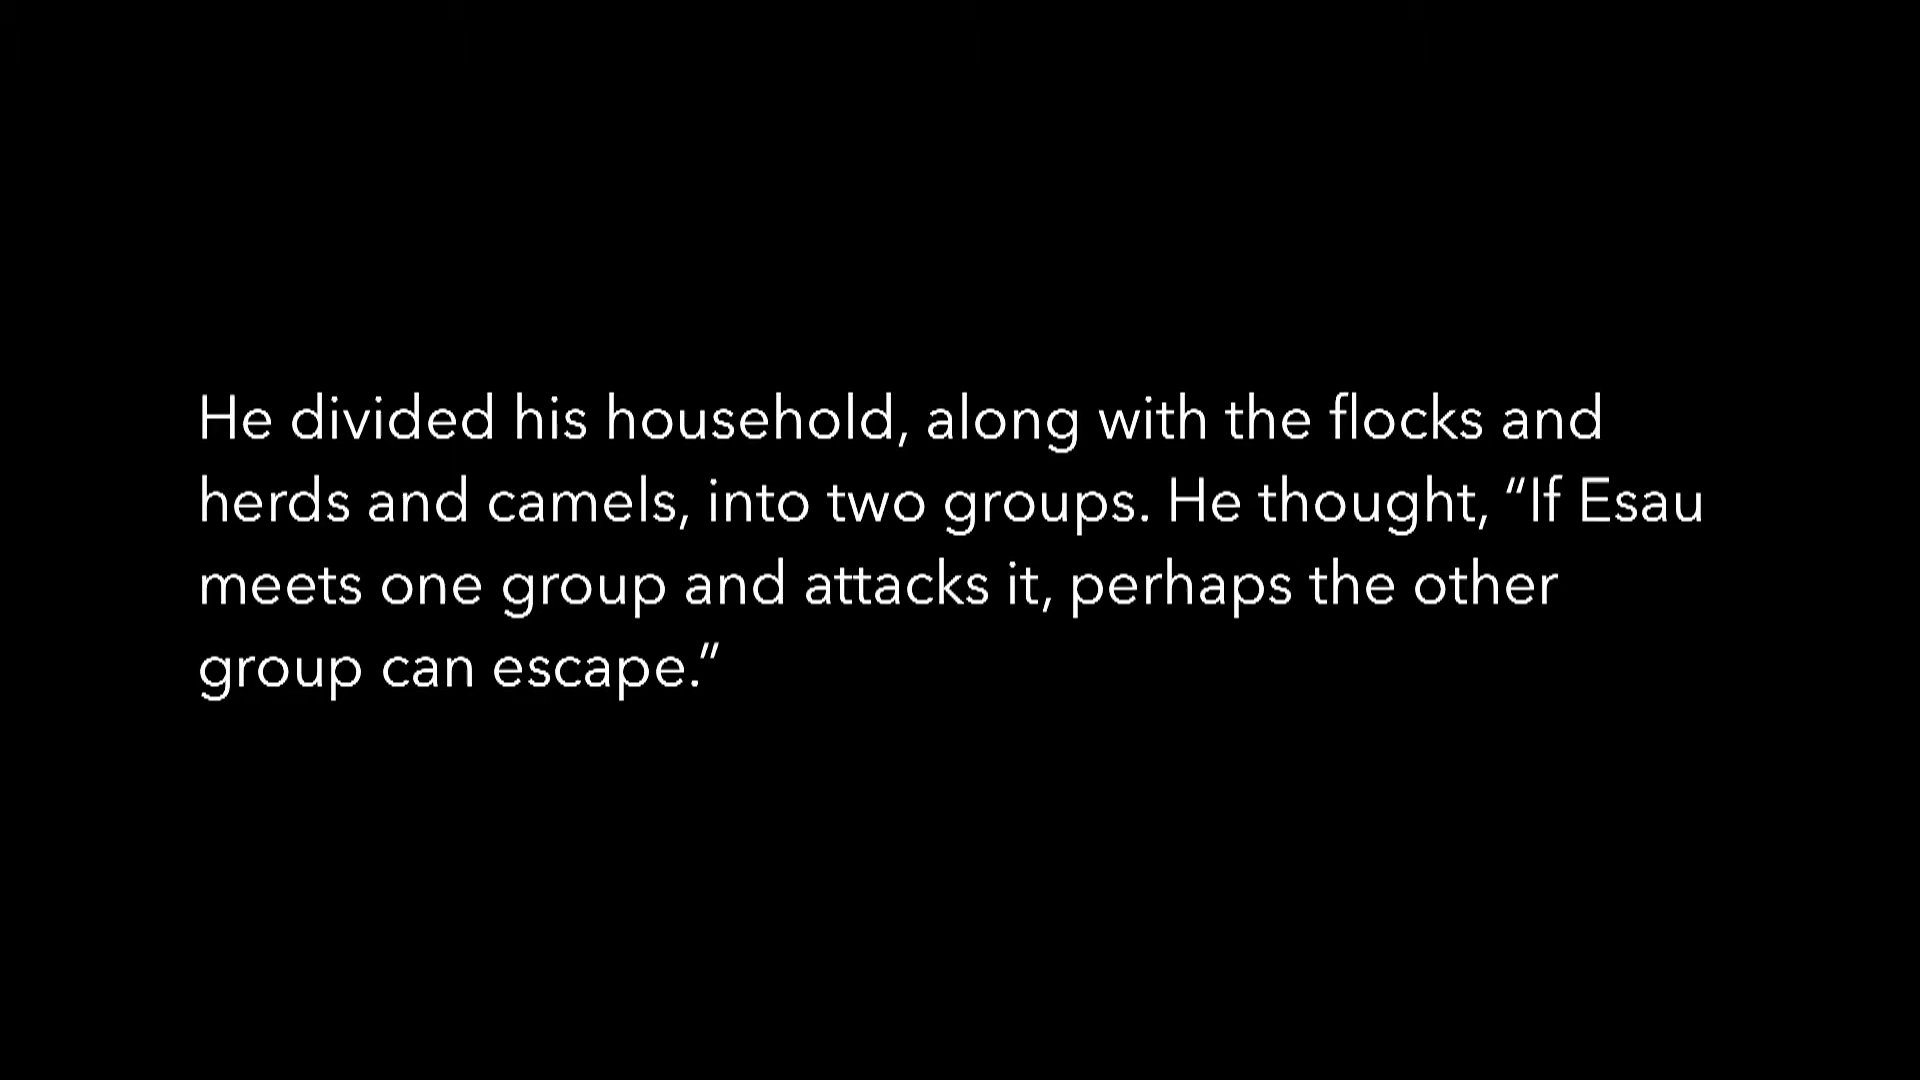 He divided his household, along with the flocks and
herds and camels, into two groups. He thought, “If Esau
meets one group and attacks it, perhaps the other
group can escape.”